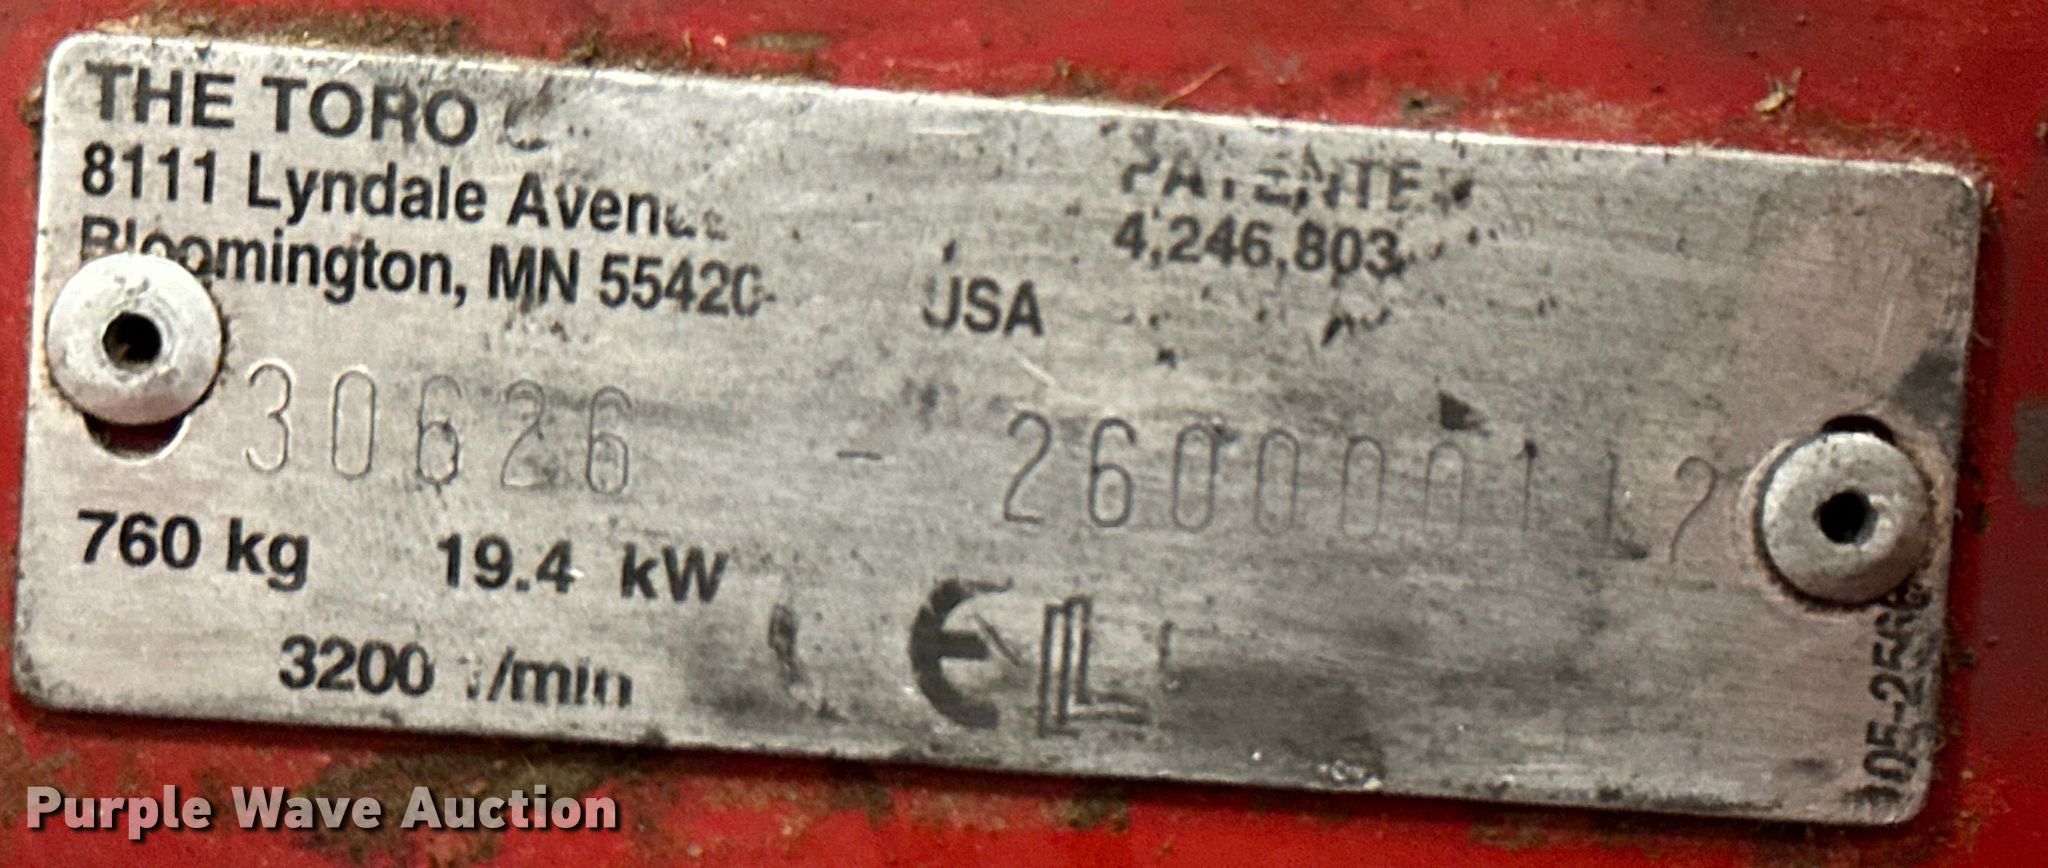 THE TORO
8111 Lyndale Avenue
Bloomington, MN 55420
USA
PATENTED
4,246,803
30626 - 260000112
760 kg 19.4 kW
3200 /min
CE
Purple Wave Auction